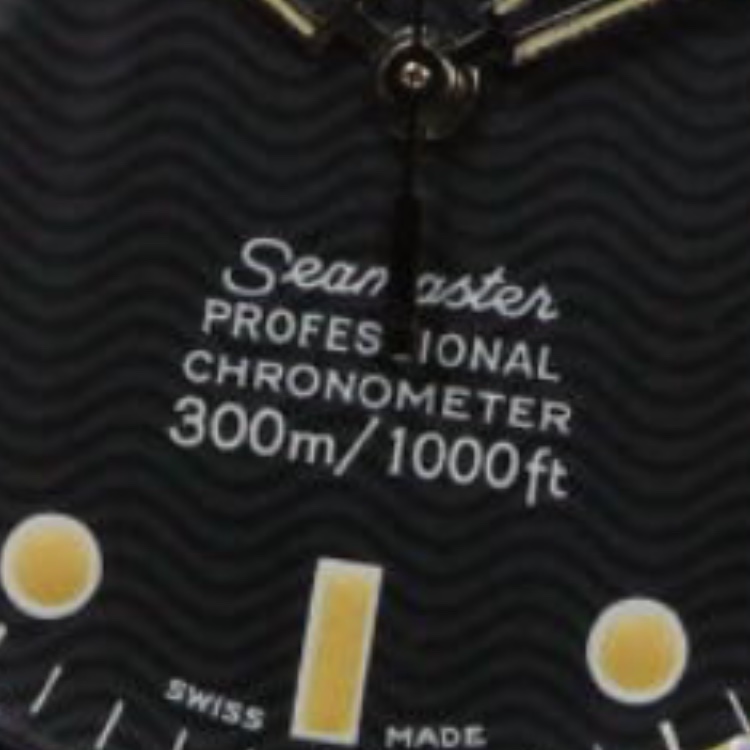 Seamaster
PROFESSIONAL
CHRONOMETER
300m/1000ft
SWISS MADE